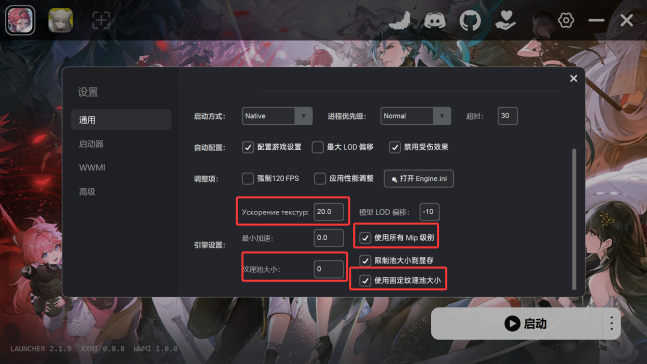 设置
通用
启动器
WWMI
高级
启动方式： Native 进程优先级： Normal 超时： 30
自动配置： 配置游戏设置 最大 LOD 偏移 禁用受伤效果
调整项： 强制120 FPS 应用性能调整 打开 Engine.ini
Ускорение текстур: 20.0 模型 LOD 偏移： -10
引擎设置： 最小加速： 0.0 使用所有 Mip 级别
限制池大小到显存
纹理池大小： 0 使用固定纹理池大小
启动
LAUNCHER 2.1.9 XXMI 0.8.8 WWMI 1.0.0